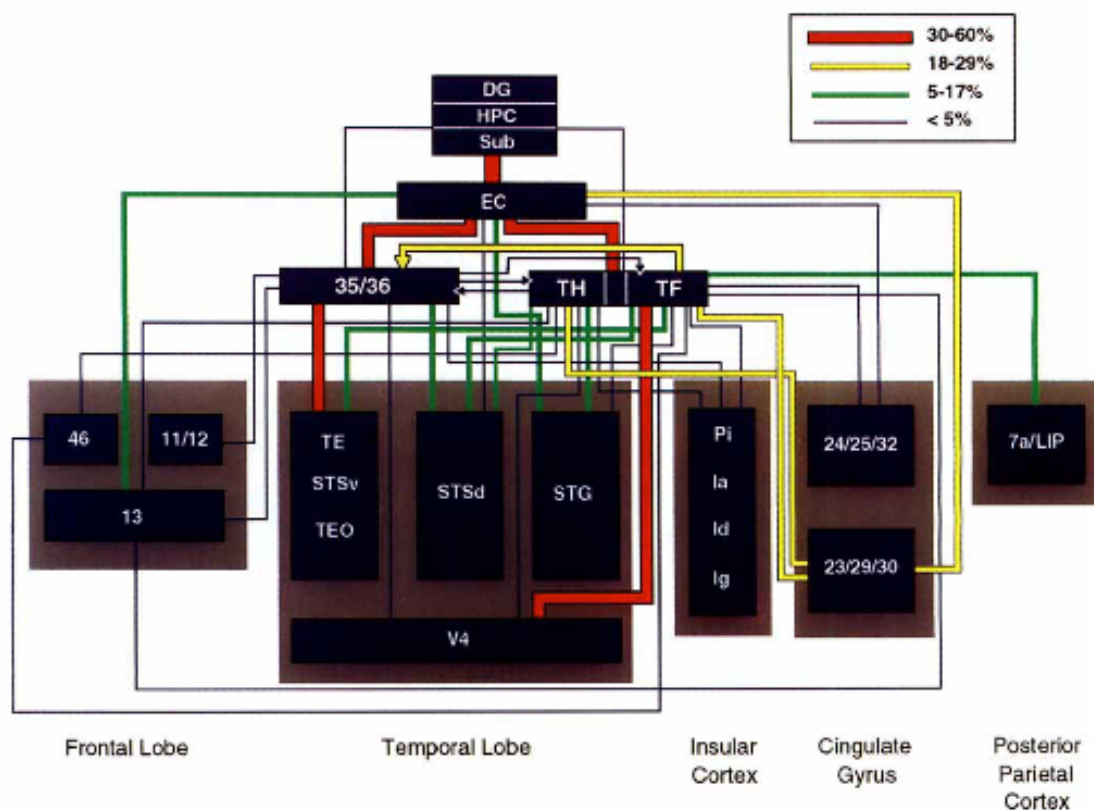 30-60%
18-29%
5-17%
< 5%
DG
HPC
Sub
EC
35/36
TH
TF
46
11/12
13
TE
STSv
TEO
STSd
STG
V4
Pi
Ia
Id
Ig
24/25/32
23/29/30
7a/LIP
Frontal Lobe
Temporal Lobe
Insular
Cortex
Cingulate
Gyrus
Posterior
Parietal
Cortex